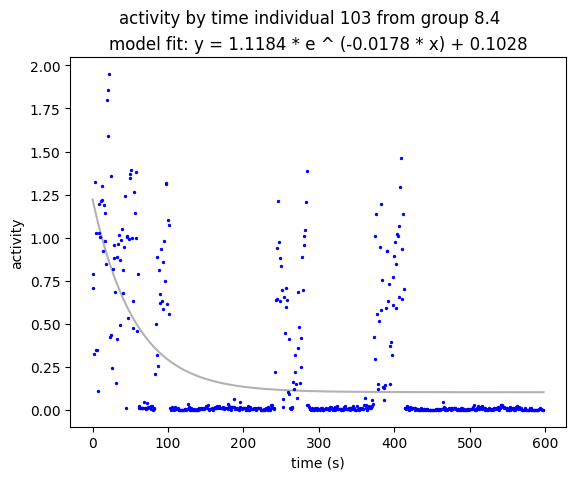 activity by time individual 103 from group 8.4
model fit: y = 1.1184 * e ^ (-0.0178 * x) + 0.1028
2.00
1.75
1.50
1.25
1.00
0.75
0.50
0.25
0.00
activity
0 100 200 300 400 500 600
time (s)